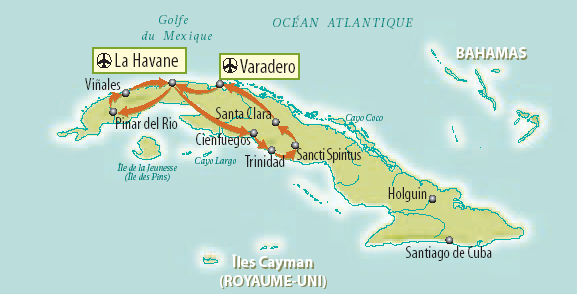 Golfe
du Mexique
OCÉAN ATLANTIQUE
La Havane
Varadero
BAHAMAS
Viñales
Pinar del Rio
Santa Clara
Cayo Coco
Cienfuegos
Île de la Jeunesse
(Île des Pins)
Cayo Largo
Trinidad
Sancti Spintus
Holguin
Santiago de Cuba
Îles Cayman
(ROYAUME-UNI)